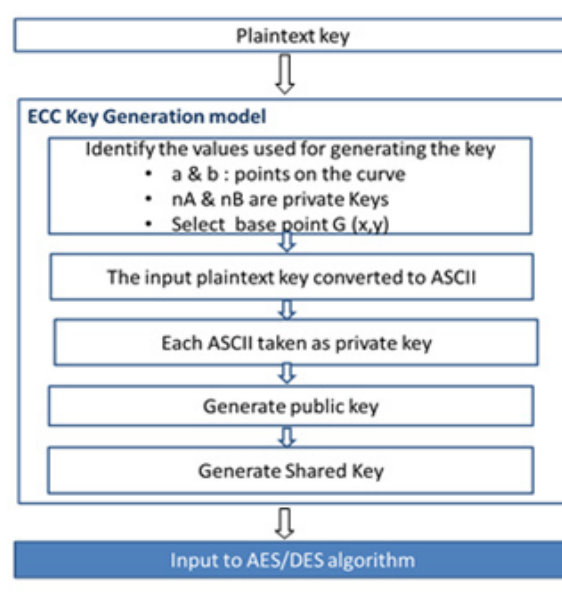 Plaintext key
ECC Key Generation model
Identify the values used for generating the key
• a & b : points on the curve
• nA & nB are private Keys
• Select base point G (x,y)
The input plaintext key converted to ASCII
Each ASCII taken as private key
Generate public key
Generate Shared Key
Input to AES/DES algorithm